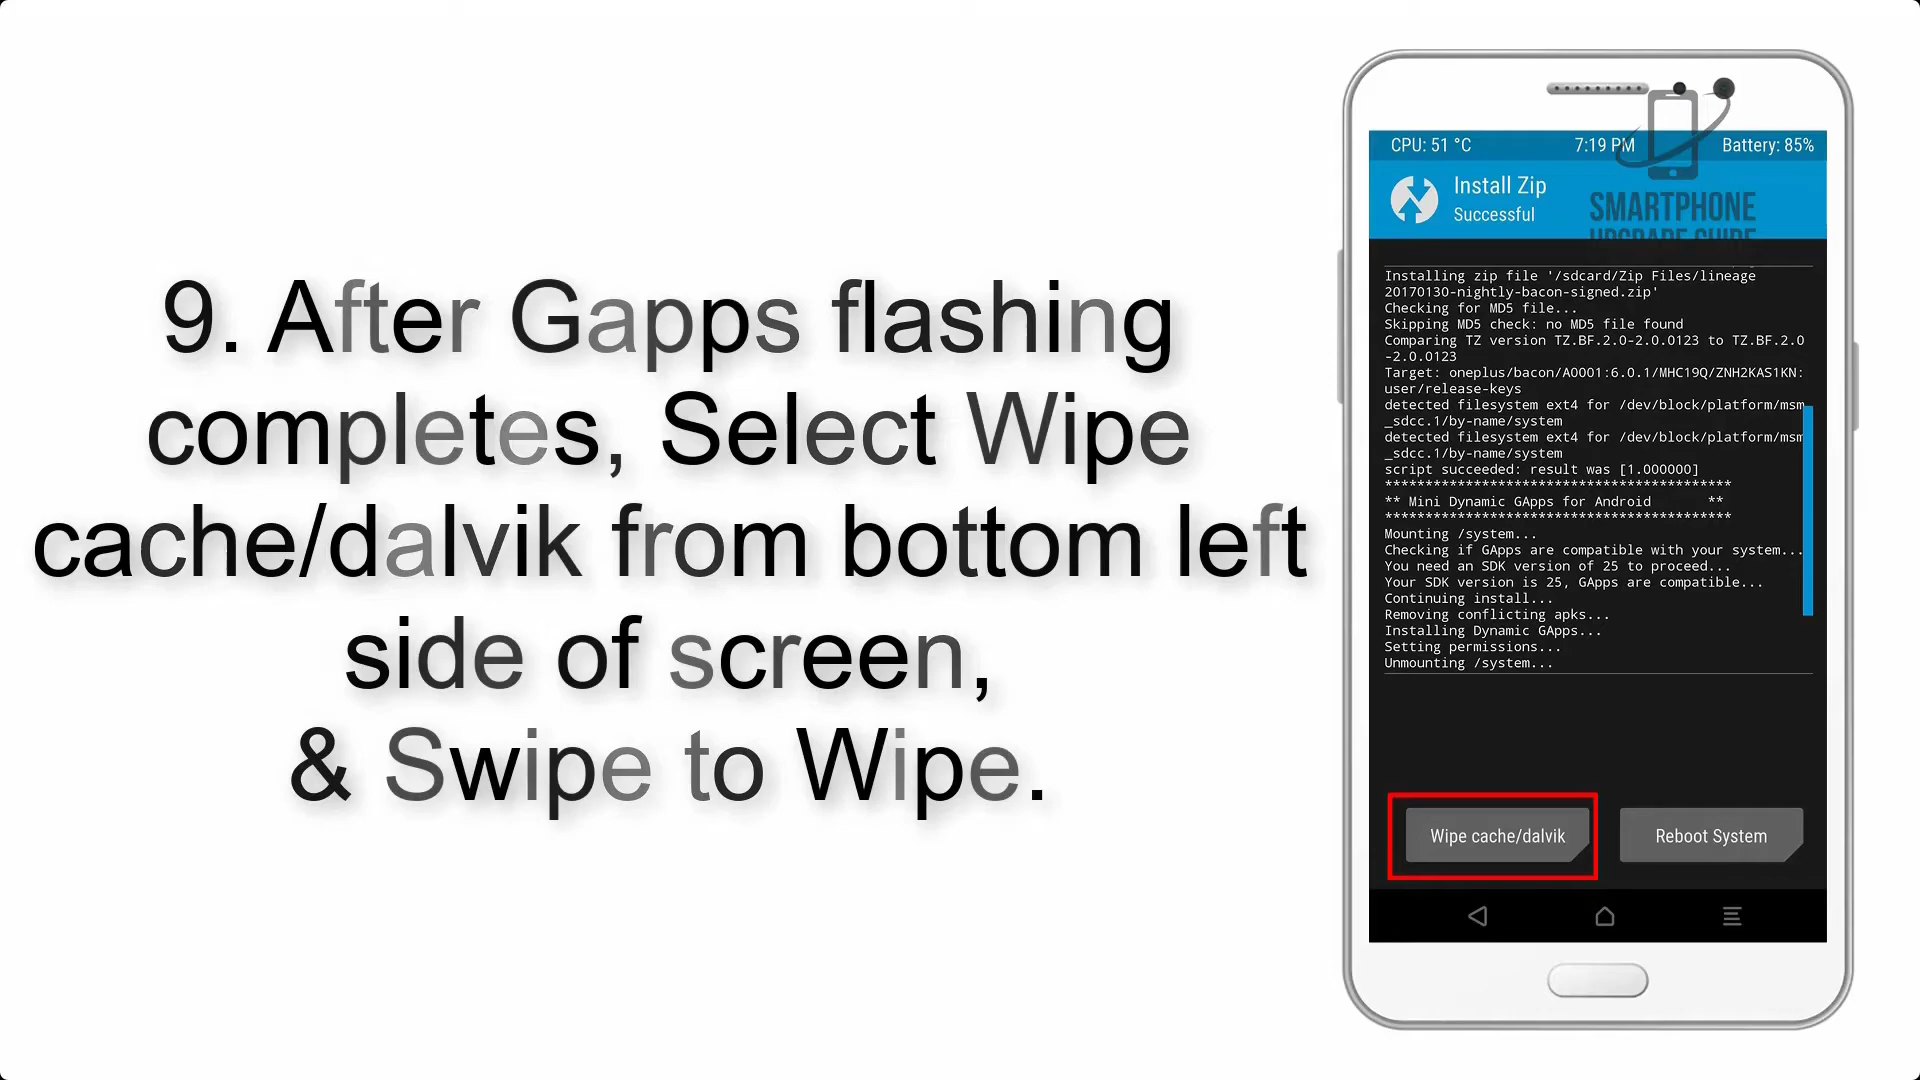 9. After Gapps flashing
completes, Select Wipe
cache/dalvik from bottom left
side of screen,
& Swipe to Wipe.
CPU: 51 °C 7:19 PM Battery: 85%
Install Zip
Successful
SMARTPHONE
UPGRADE GUIDE
Installing zip file '/sdcard/Zip Files/lineage
20170130-nightly-bacon-signed.zip'
Checking for MD5 file...
Skipping MD5 check: no MD5 file found
Comparing TZ version TZ.BF.2.0-2.0.0123 to TZ.BF.2.0
-2.0.0123
Target: oneplus/bacon/A0001:6.0.1/MHC19Q/ZNH2KAS1KN:
user/release-keys
detected filesystem ext4 for /dev/block/platform/msm
_sdcc.1/by-name/system
detected filesystem ext4 for /dev/block/platform/msm
_sdcc.1/by-name/system
script succeeded: result was [1.000000]
*******************************************
** Mini Dynamic GApps for Android **
*******************************************
Mounting /system...
Checking if GApps are compatible with your system...
You need an SDK version of 25 to proceed...
Your SDK version is 25, GApps are compatible...
Continuing install...
Removing conflicting apks...
Installing Dynamic GApps...
Setting permissions...
Unmounting /system...
Wipe cache/dalvik Reboot System